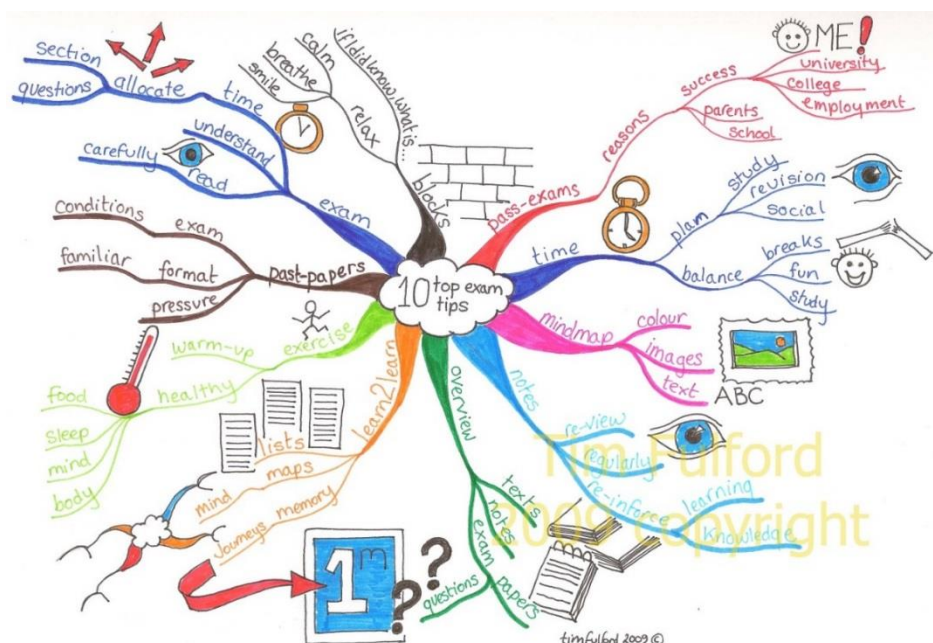 10 top exam
tips
pass-exams
reasons
success
ME!
university
college
employment
parents
school
time
plam
study
revision
social
balance
breaks
fun
study
mindmap
colour
images
text
ABC
notes
re-view
regularly
re-inforce
learning
knowledge
overview
texts
notes
exam papers
questions
learn2learn
lists
mind maps
Journeys memory
1m
??
exercise
warm-up
healthy
food
sleep
mind
body
past-papers
exam
conditions
format
familiar
pressure
exam
time
allocate
section
questions
understand
read
carefully
blocks
if I did know, what is...
relax
calm
breathe
smile
Tim Fulford
2009 copyright
timfulford 2009 ©